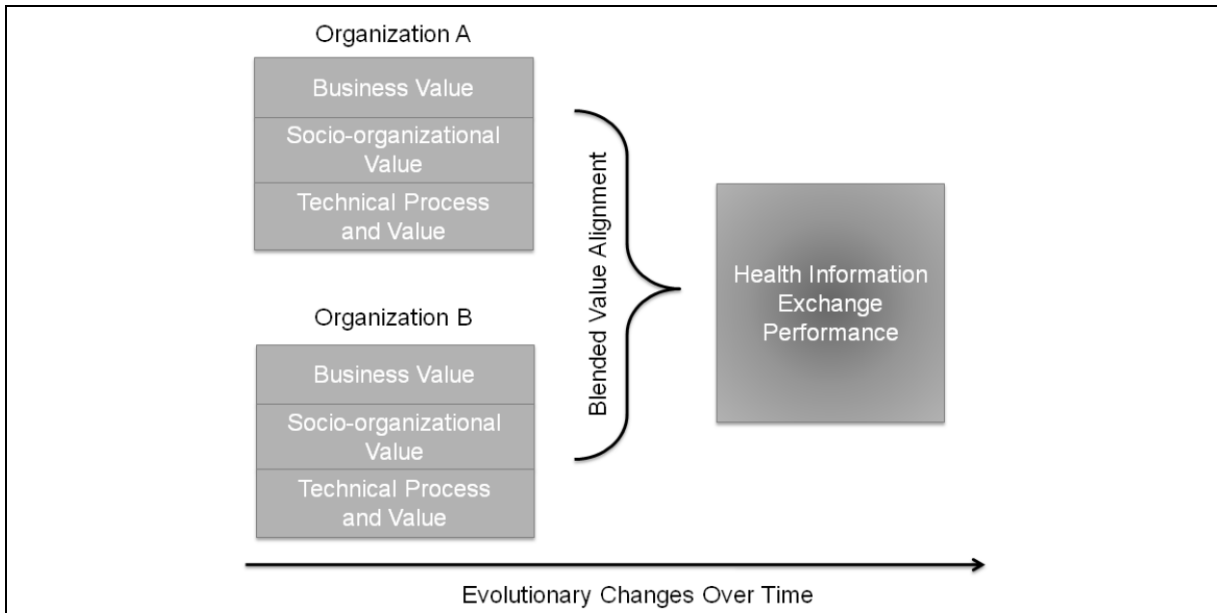 Organization A
Business Value
Socio-organizational
Value
Technical Process
and Value
Organization B
Business Value
Socio-organizational
Value
Technical Process
and Value
Blended Value Alignment
Health Information
Exchange
Performance
Evolutionary Changes Over Time